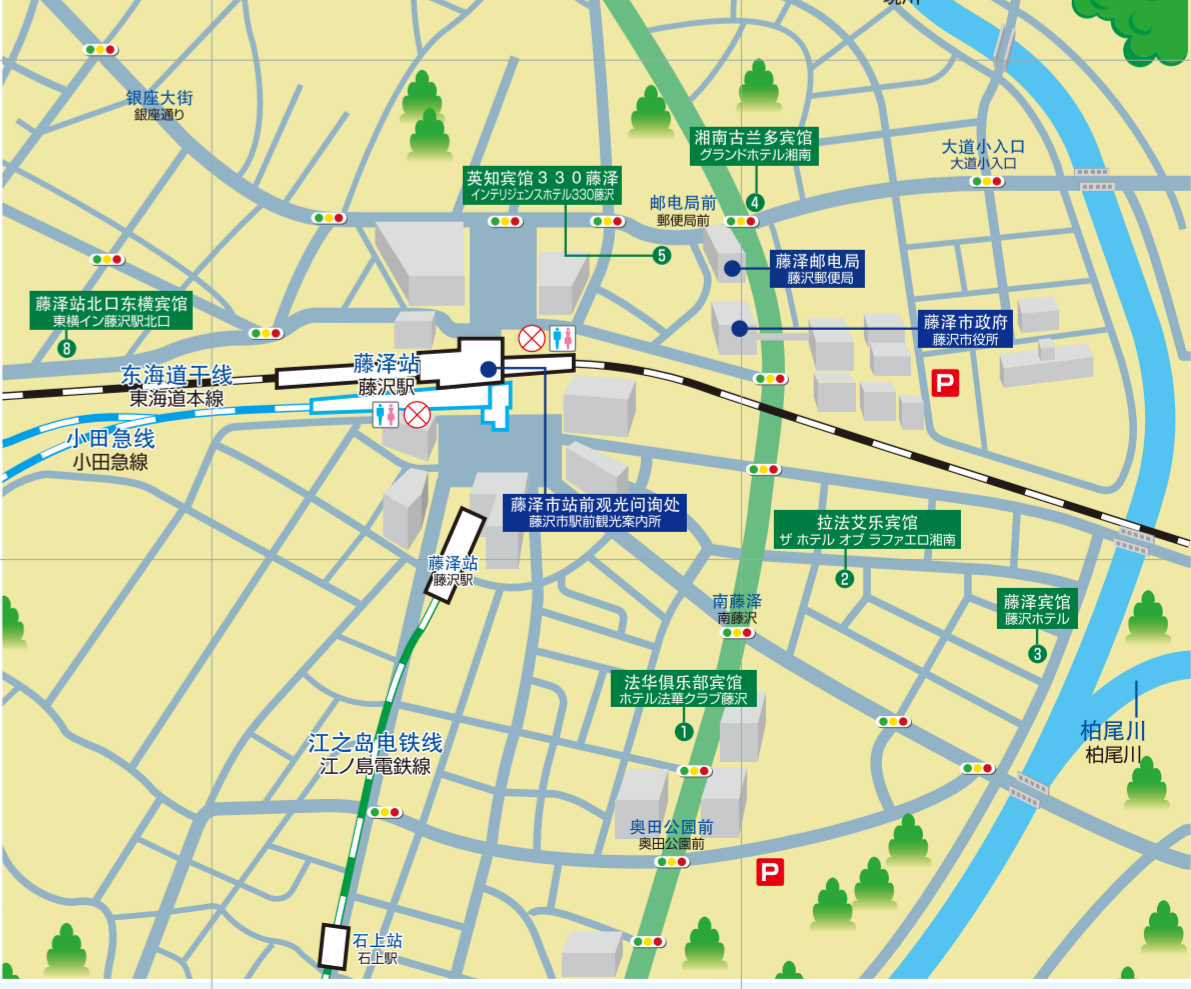 境川
银座大街
銀座通り
湘南古兰多宾馆
グランドホテル湘南
4
大道小入口
大道小入口
英知宾馆330藤泽
インテリジェンスホテル330藤沢
5
邮电局前
郵便局前
藤泽邮电局
藤沢郵便局
藤泽站北口东横宾馆
東横イン藤沢駅北口
8
藤泽市政府
藤沢市役所
藤泽站
藤沢駅
东海道干线
東海道本線
P
小田急线
小田急線
藤泽市站前观光问询处
藤沢市駅前観光案内所
拉法艾乐宾馆
ザ ホテル オブ ラファエロ湘南
2
藤泽站
藤沢駅
南藤泽
南藤沢
藤泽宾馆
藤沢ホテル
3
法华俱乐部宾馆
ホテル法華クラブ藤沢
1
江之岛电铁线
江ノ島電鉄線
柏尾川
柏尾川
奥田公园前
奥田公園前
P
石上站
石上駅